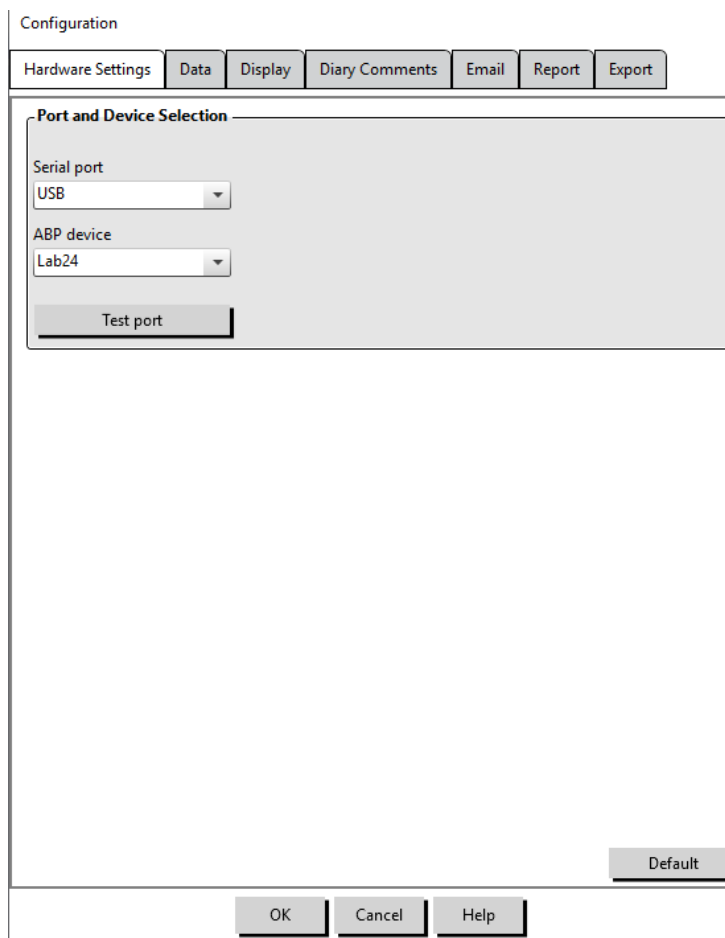 Configuration
Hardware Settings Data Display Diary Comments Email Report Export
Port and Device Selection
Serial port
USB
ABP device
Lab24
Test port
Default
OK Cancel Help